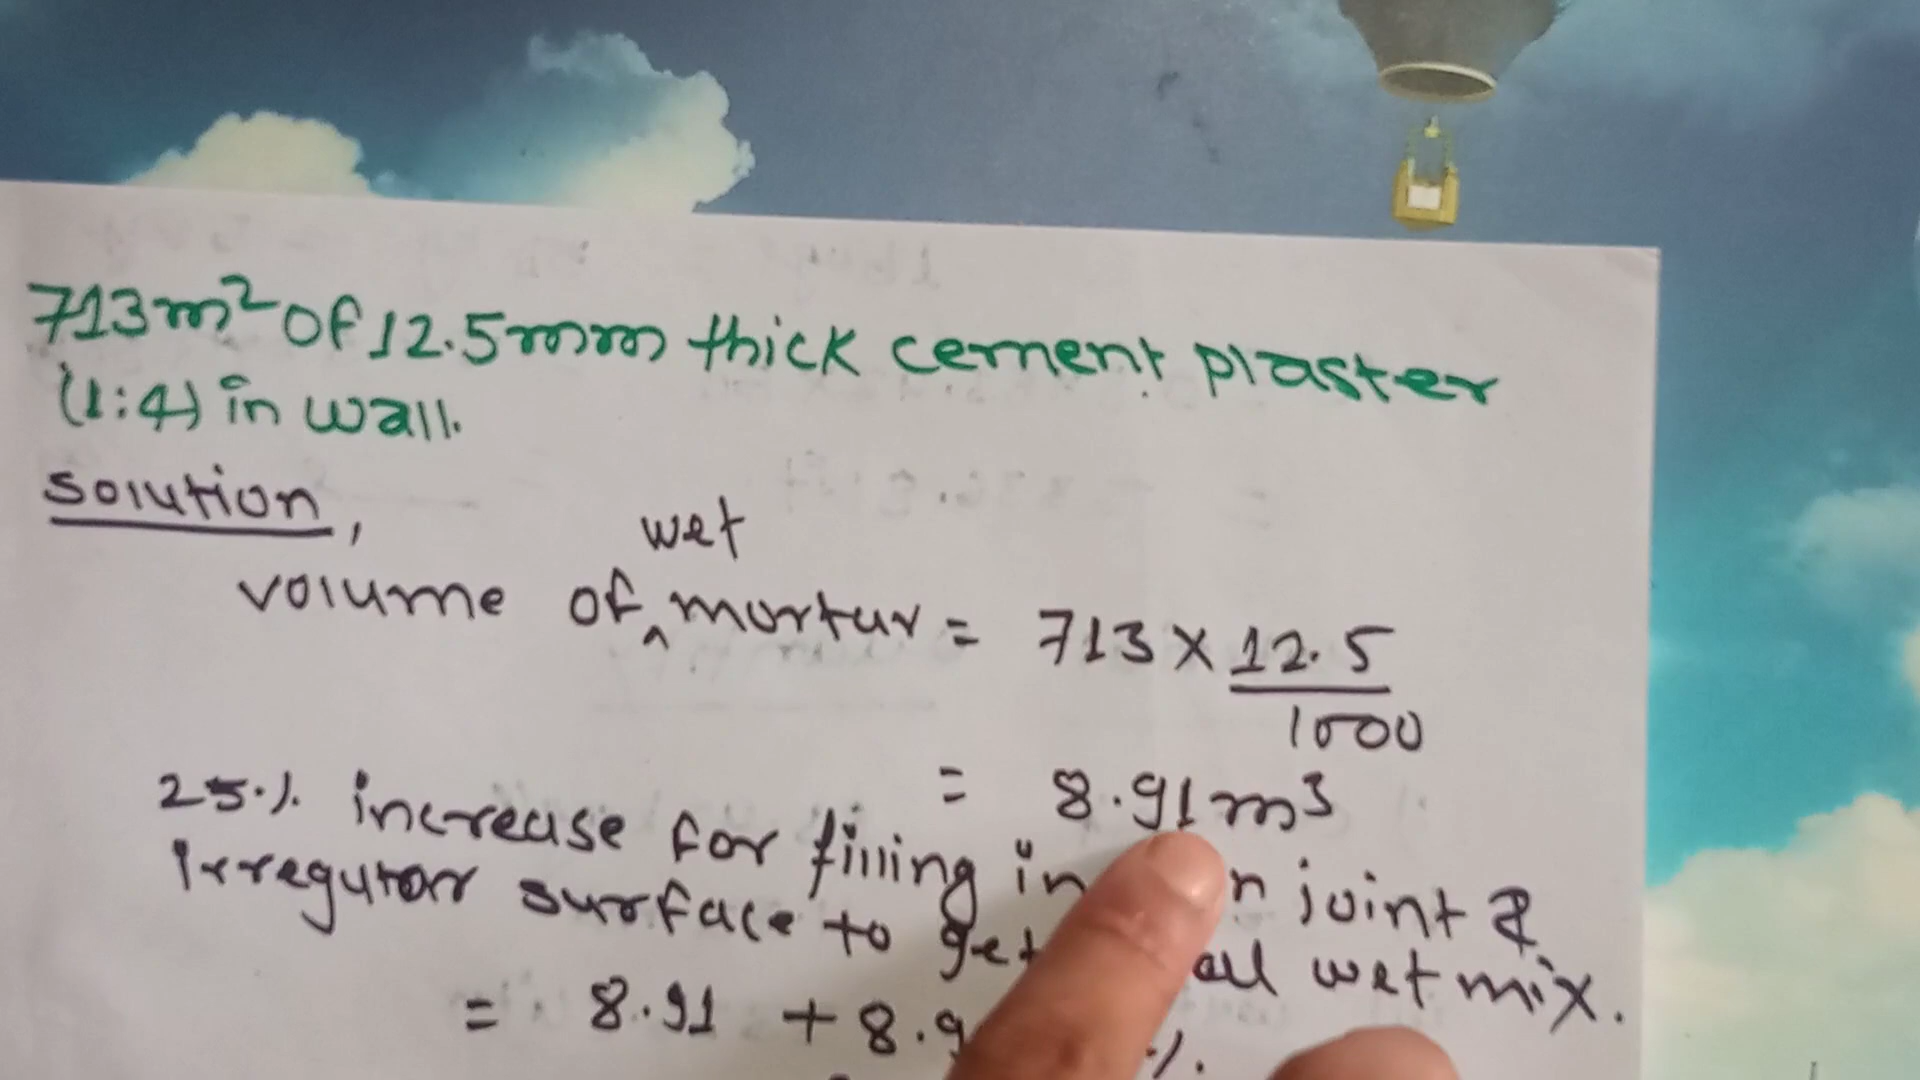 713m² of 12.5mm thick cement plaster
(1:4) in wall.
Solution,
wet
volume of ^ mortar = 713 × 12.5
1000
= 8.91m³
25% increase for filling in joint &
Irregular surface to get wet mix.
= 8.91 + 8.9 %.